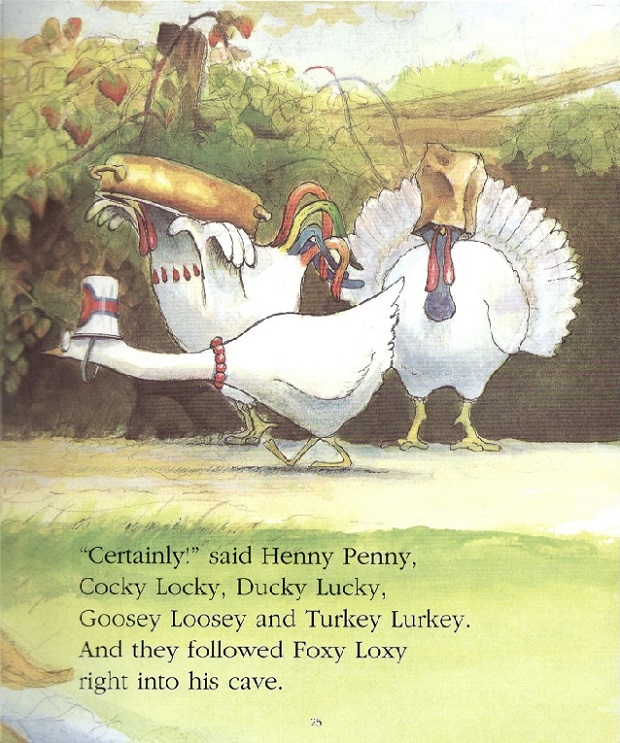 “Certainly!” said Henny Penny,
Cocky Locky, Ducky Lucky,
Goosey Loosey and Turkey Lurkey.
And they followed Foxy Loxy
right into his cave.
25